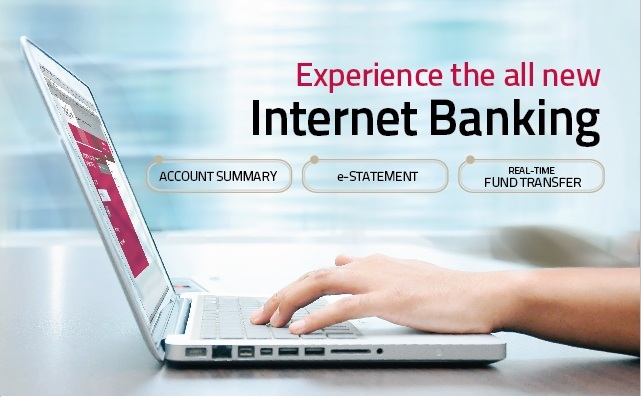 Experience the all new
Internet Banking
ACCOUNT SUMMARY
e-STATEMENT
REAL-TIME
FUND TRANSFER